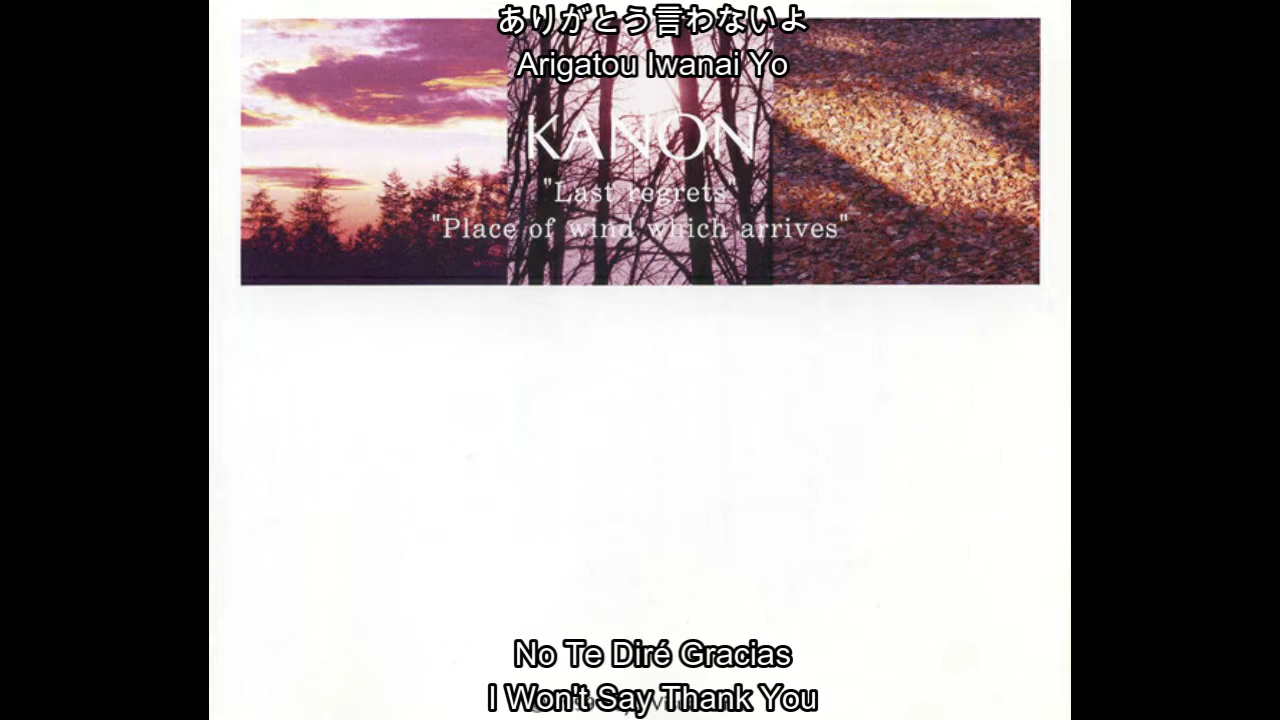 ありがとう言わないよ
Arigatou Iwanai Yo
KANON
"Last regrets"
"Place of wind which arrives"
No Te Diré Gracias
I Won't Say Thank You